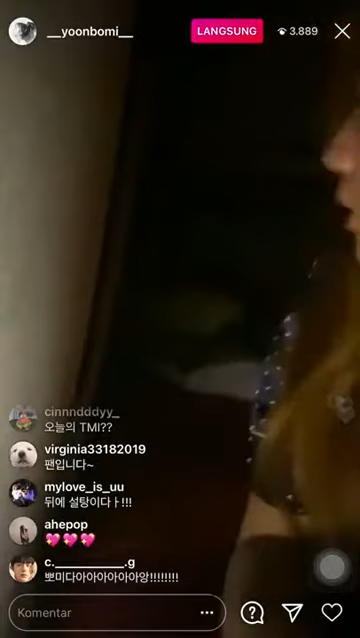 __yoonbomi__
LANGSUNG
3.889
cinnndddyy_
오늘의 TMI??
virginia33182019
팬입니다~
mylove_is_uu
뒤에 설탕이다ㅏ!!!
ahepop
💖💖💖
c.__________.g
뽀미다아아아아아아앙!!!!!!!!
Komentar